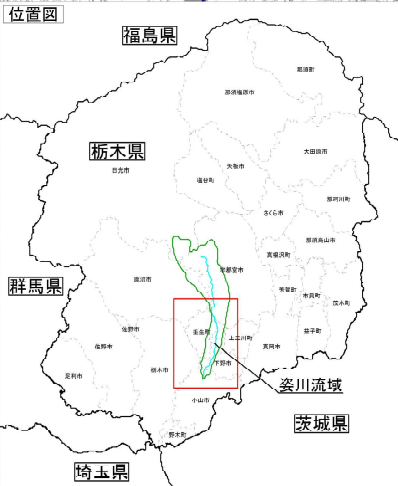 位置図
福島県
那須町
那須塩原市
栃木県
日光市
大田原市
矢板市
塩谷町
那珂川町
さくら市
那須烏山市
宇都宮市
高根沢町
鹿沼市
群馬県
芳賀町
市貝町
茂木町
佐野市
壬生町
上三川町
益子町
真岡市
佐野市
足利市
栃木市
下野市
姿川流域
小山市
茨城県
野木町
埼玉県